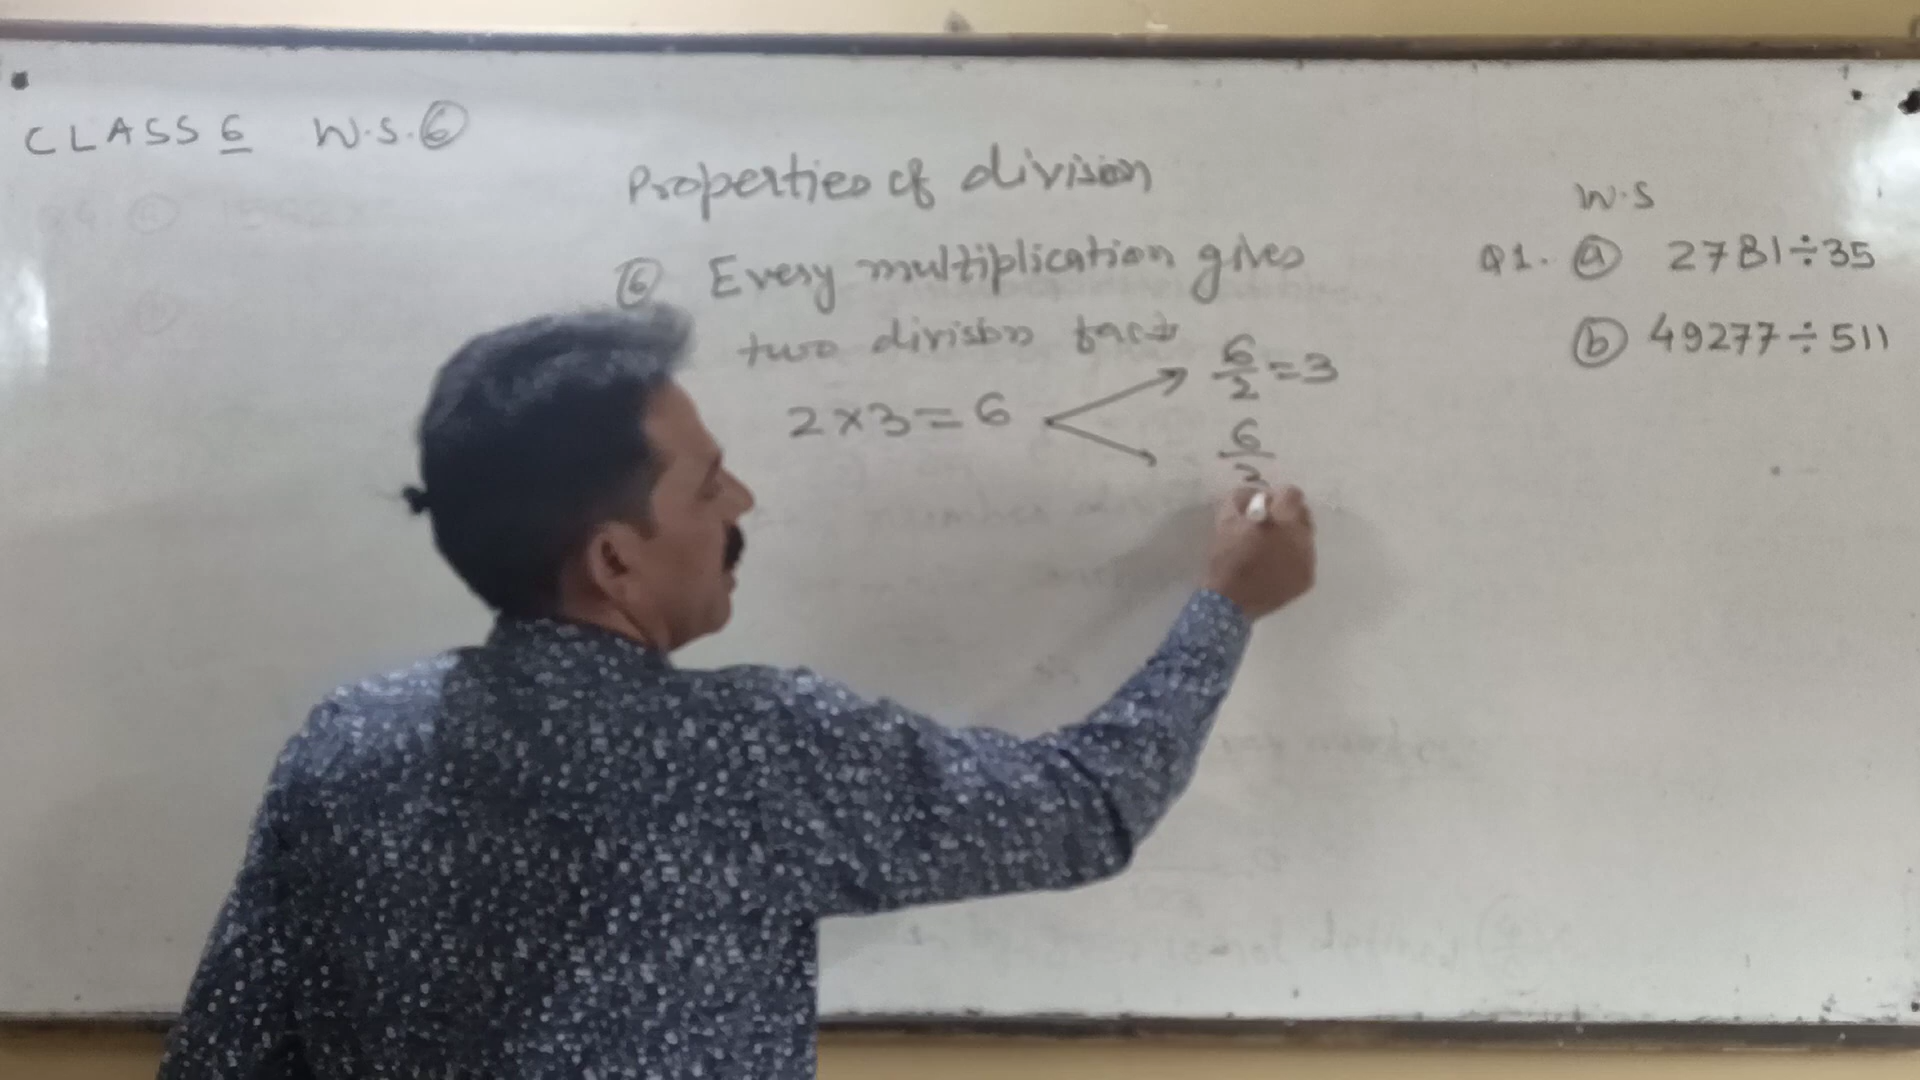 CLASS 6 W.S. 6
Properties of division
6 Every multiplication gives
two division facts
2×3=6
6/2=3
6
W.S
Q1. a 2781÷35
b 49277÷511